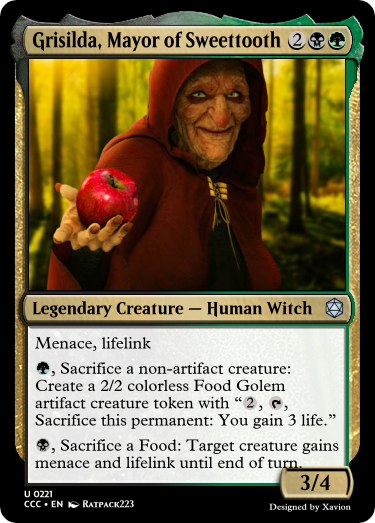 Grisilda, Mayor of Sweettooth 2
Legendary Creature — Human Witch
Menace, lifelink
, Sacrifice a non-artifact creature:
Create a 2/2 colorless Food Golem
artifact creature token with “2, ,
Sacrifice this permanent: You gain 3 life.”
, Sacrifice a Food: Target creature gains
menace and lifelink until end of turn.
3/4
U 0221
CCC • EN Ratpack223
Designed by Xavion